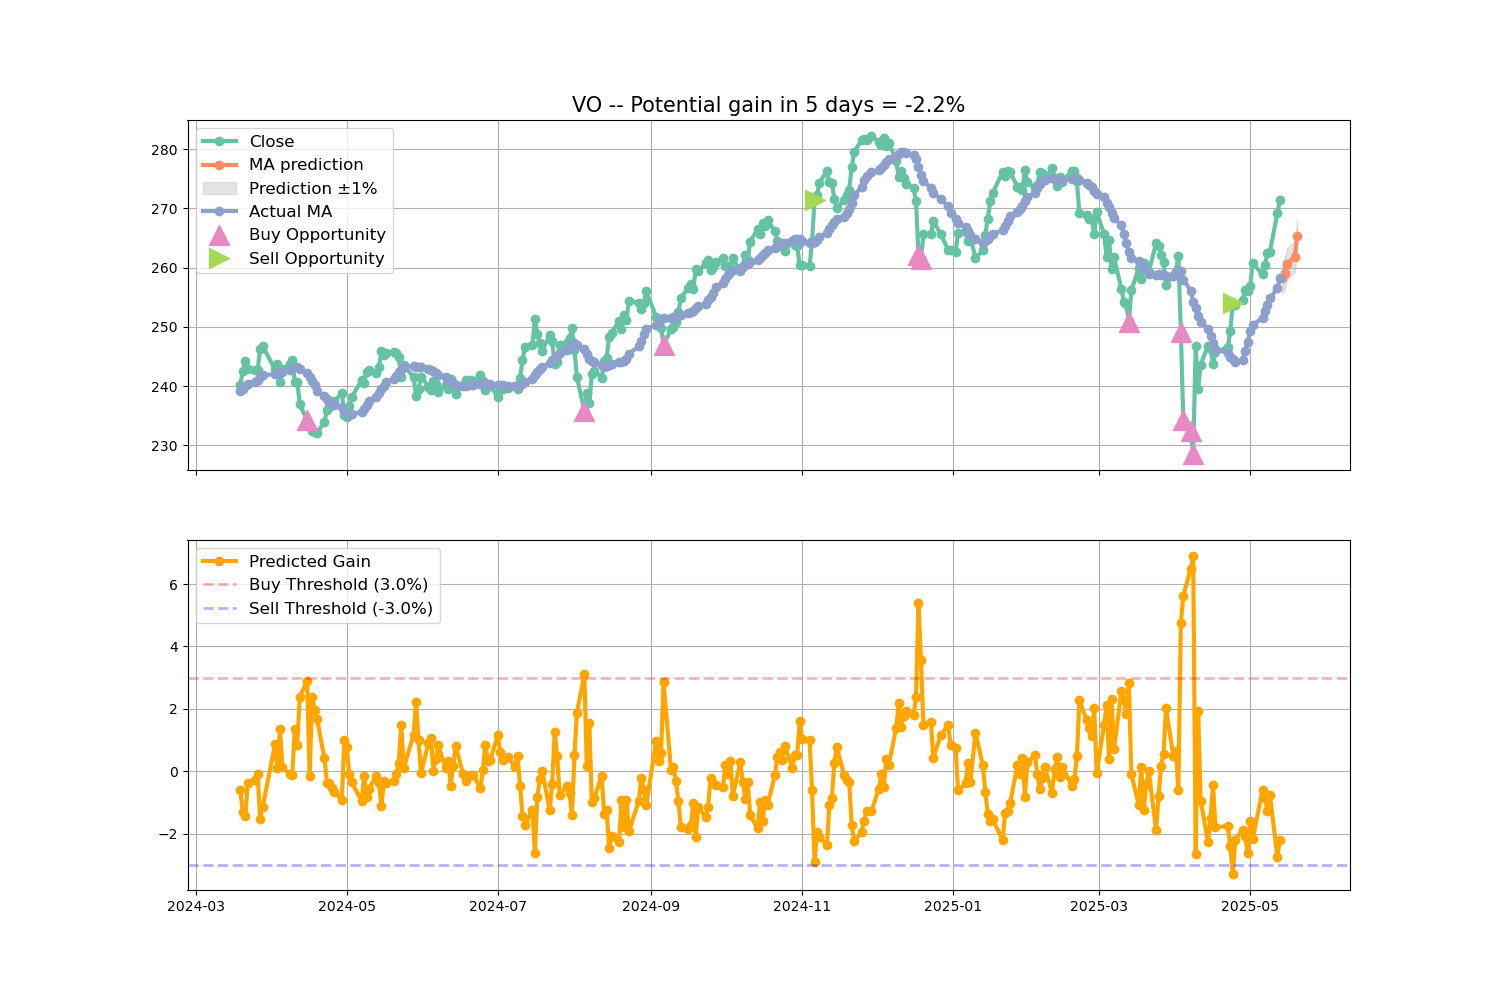 VO -- Potential gain in 5 days = -2.2%
Close
MA prediction
Prediction ±1%
Actual MA
Buy Opportunity
Sell Opportunity
280
270
260
250
240
230
Predicted Gain
Buy Threshold (3.0%)
Sell Threshold (-3.0%)
6
4
2
0
−2
2024-03 2024-05 2024-07 2024-09 2024-11 2025-01 2025-03 2025-05